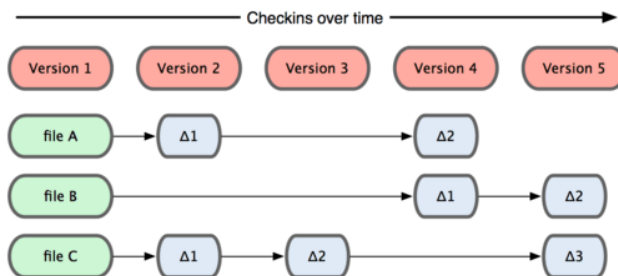 Checkins over time
Version 1 Version 2 Version 3 Version 4 Version 5
file A Δ1 Δ2
file B Δ1 Δ2
file C Δ1 Δ2 Δ3